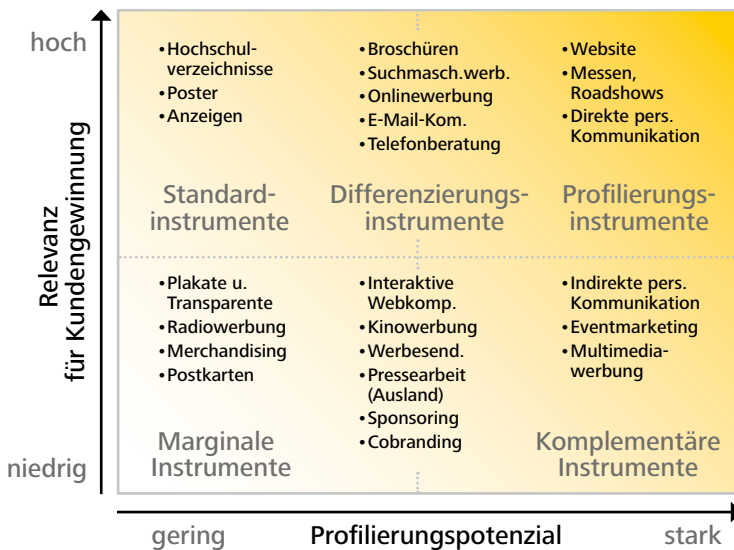 hoch
• Hochschul-
verzeichnisse
• Poster
• Anzeigen
Standard-
instrumente
• Broschüren
• Suchmasch.werb.
• Onlinewerbung
• E-Mail-Kom.
• Telefonberatung
Differenzierungs-
instrumente
• Website
• Messen,
Roadshows
• Direkte pers.
Kommunikation
Profilierungs-
instrumente
Relevanz
für Kundengewinnung
• Plakate u.
Transparente
• Radiowerbung
• Merchandising
• Postkarten
Marginale
Instrumente
• Interaktive
Webkomp.
• Kinowerbung
• Werbesend.
• Pressearbeit
(Ausland)
• Sponsoring
• Cobranding
• Indirekte pers.
Kommunikation
• Eventmarketing
• Multimedia-
werbung
Komplementäre
Instrumente
niedrig
gering
Profilierungspotenzial
stark